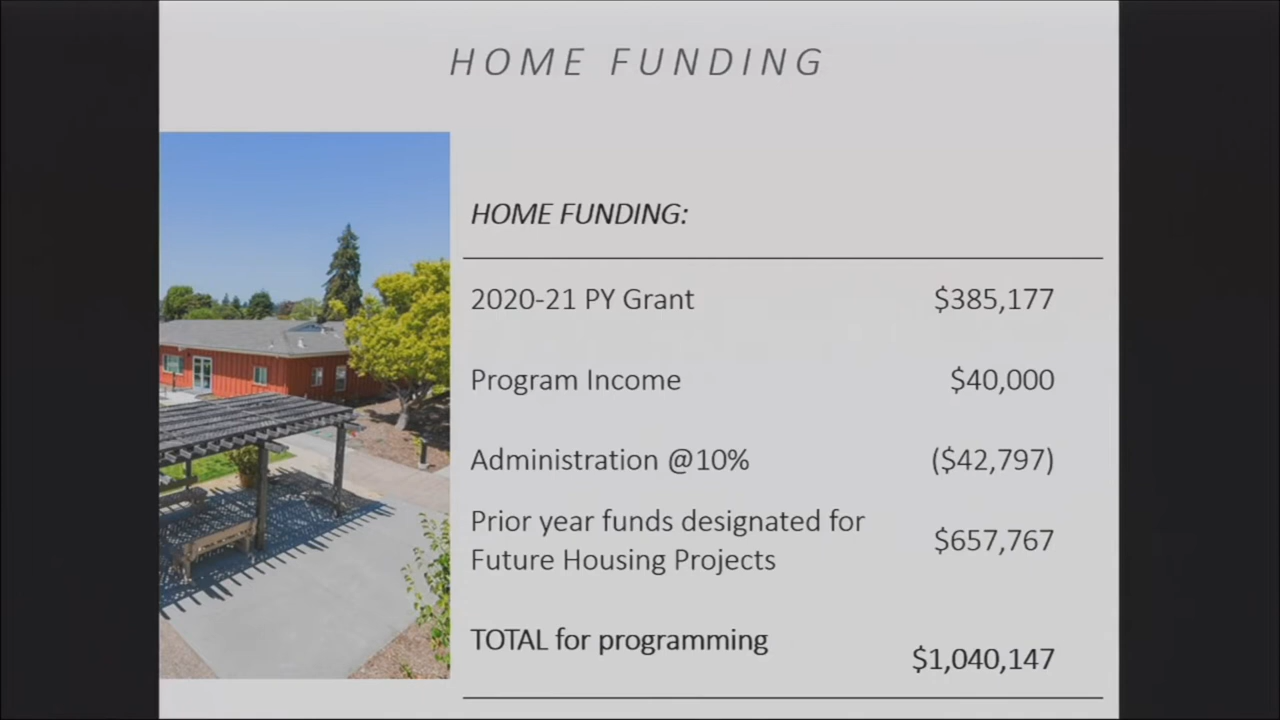 HOME FUNDING
HOME FUNDING:
2020-21 PY Grant $385,177
Program Income $40,000
Administration @10% ($42,797)
Prior year funds designated for
Future Housing Projects $657,767
TOTAL for programming
$1,040,147